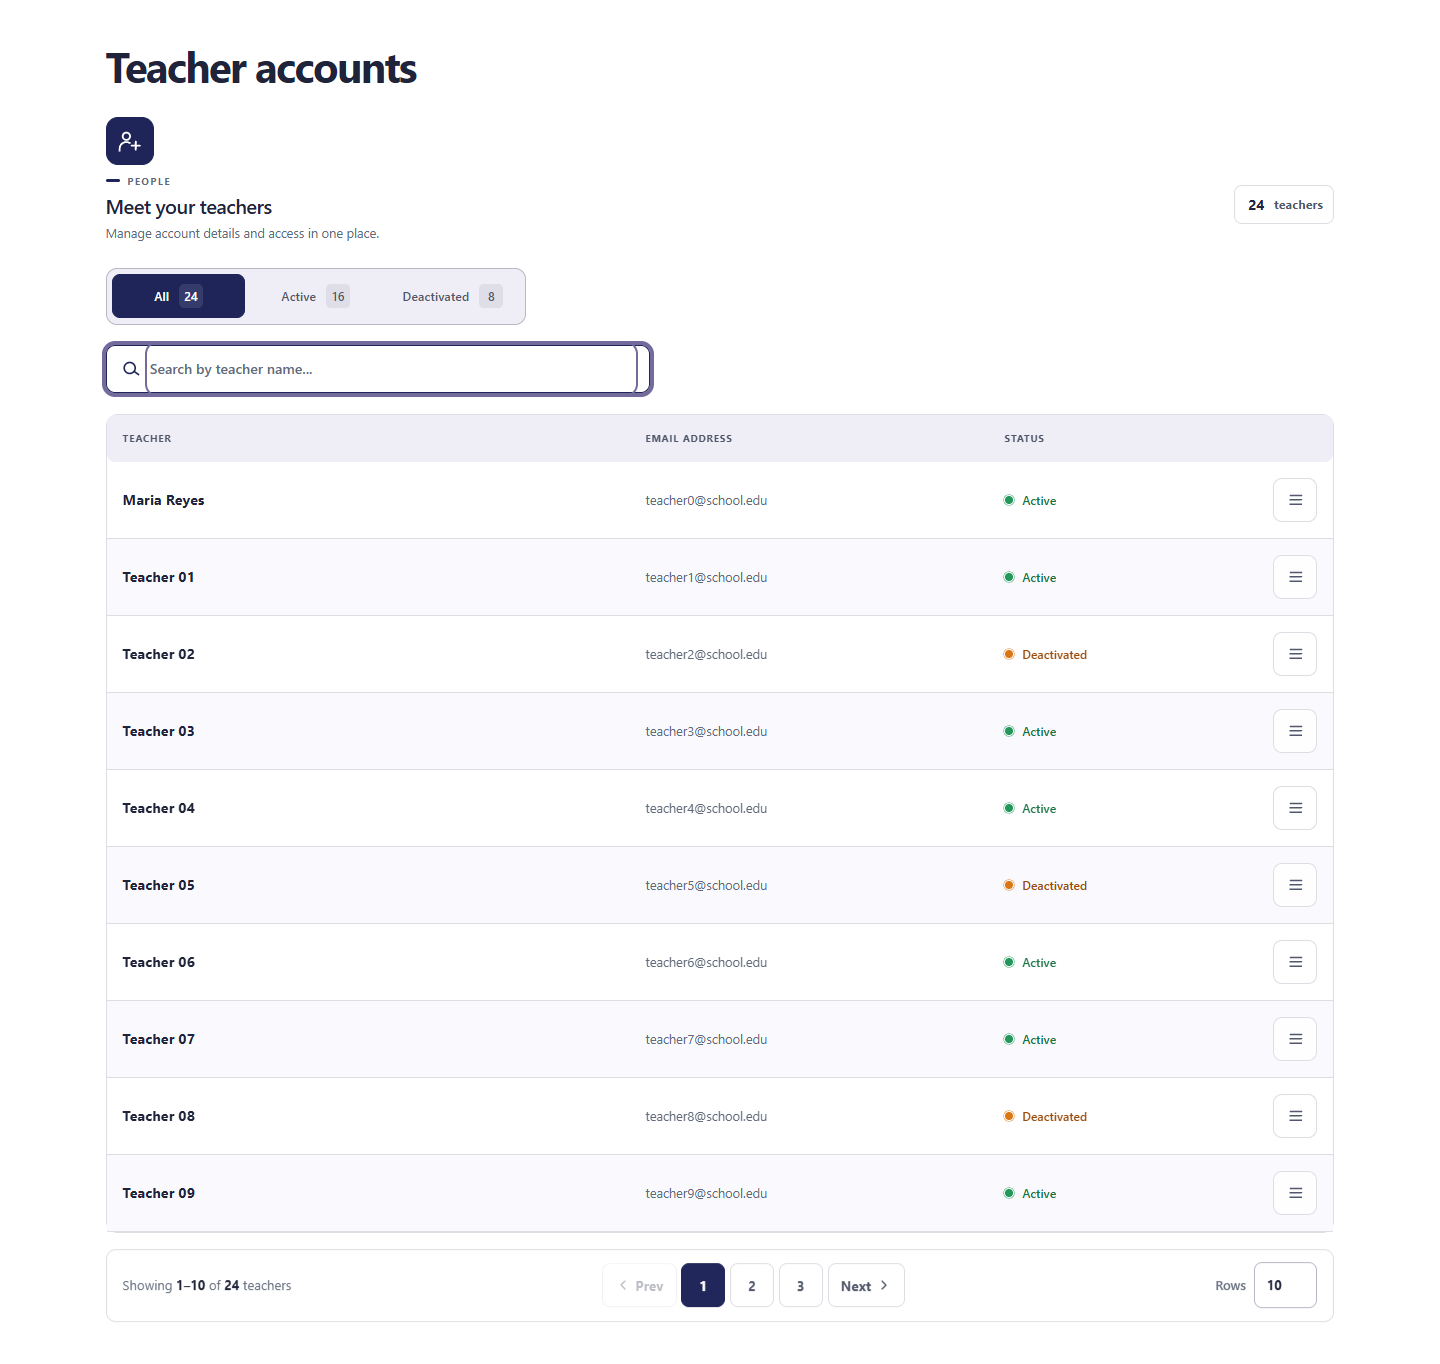 Teacher accounts
PEOPLE
Meet your teachers
Manage account details and access in one place.
24 teachers
All 24 Active 16 Deactivated 8
Search by teacher name...
TEACHER EMAIL ADDRESS STATUS
Maria Reyes teacher0@school.edu Active
Teacher 01 teacher1@school.edu Active
Teacher 02 teacher2@school.edu Deactivated
Teacher 03 teacher3@school.edu Active
Teacher 04 teacher4@school.edu Active
Teacher 05 teacher5@school.edu Deactivated
Teacher 06 teacher6@school.edu Active
Teacher 07 teacher7@school.edu Active
Teacher 08 teacher8@school.edu Deactivated
Teacher 09 teacher9@school.edu Active
Showing 1–10 of 24 teachers Prev 1 2 3 Next Rows 10